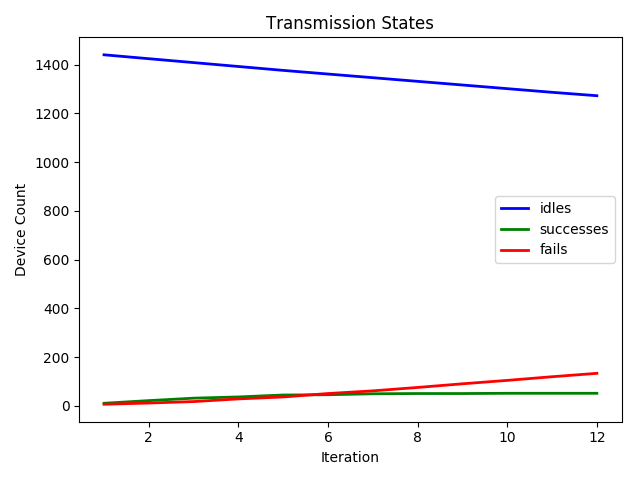 Transmission States
Device Count
1400
1200
1000
800
600
400
200
0
idles
successes
fails
2 4 6 8 10 12
Iteration